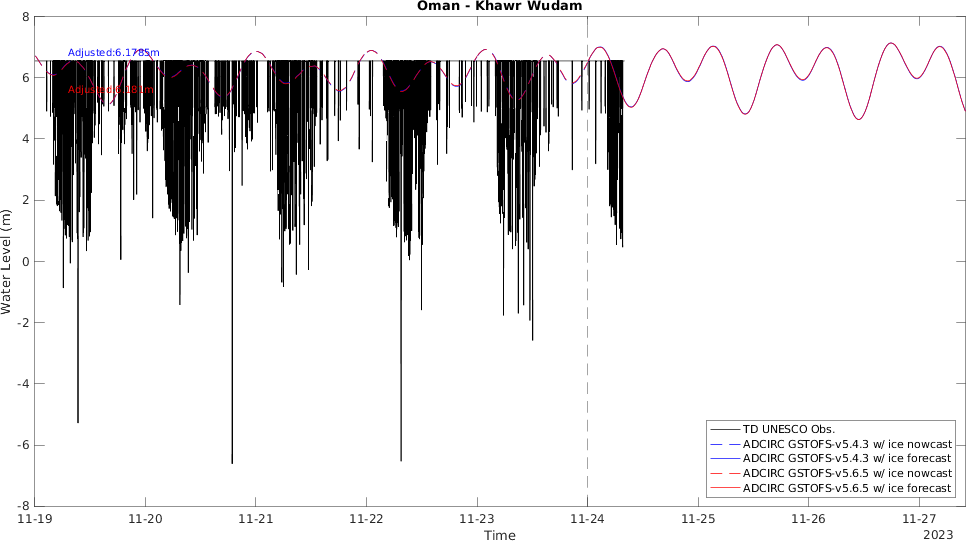 Oman - Khawr Wudam
8
6
4
2
0
-2
-4
-6
-8
Water Level (m)
Adjusted:6.1785m
TD UNESCO Obs.
ADCIRC GSTOFS-v5.4.3 w/ ice nowcast
ADCIRC GSTOFS-v5.4.3 w/ ice forecast
ADCIRC GSTOFS-v5.6.5 w/ ice nowcast
ADCIRC GSTOFS-v5.6.5 w/ ice forecast
11-19
11-20
11-21
11-22
11-23
11-24
11-25
11-26
11-27
Time
2023